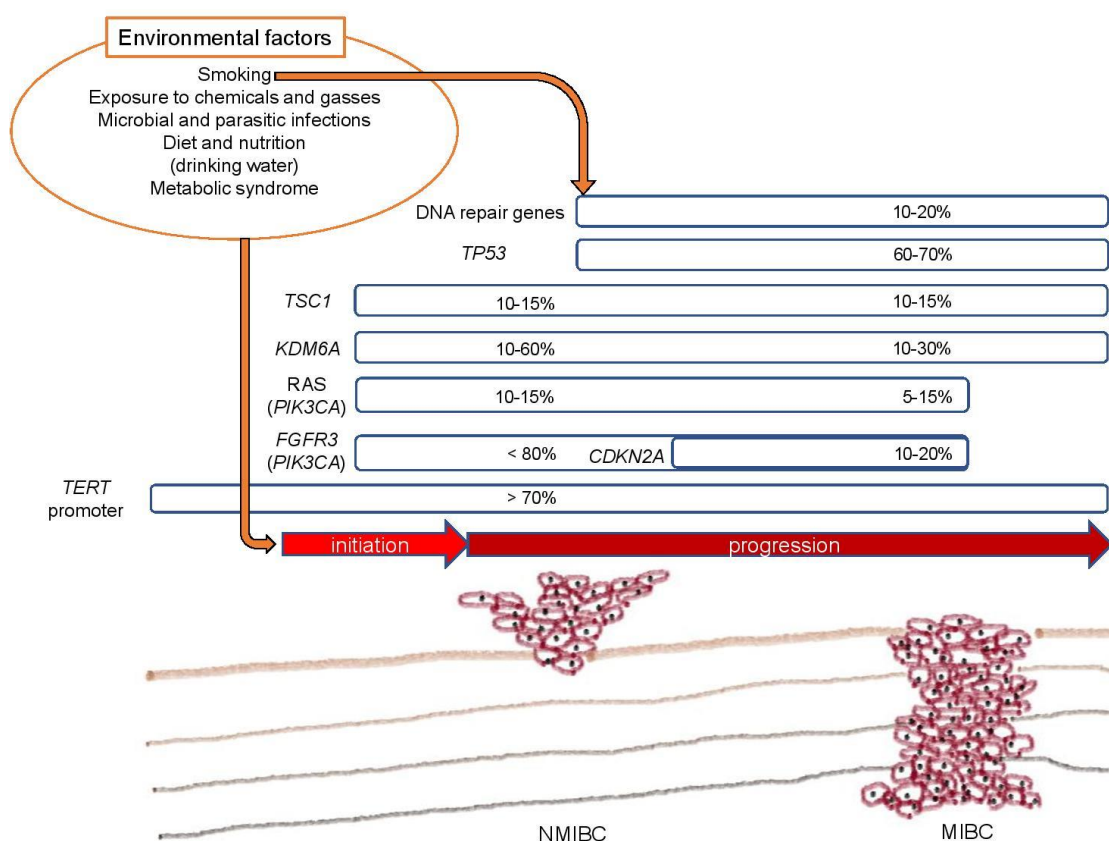 Environmental factors
Smoking
Exposure to chemicals and gasses
Microbial and parasitic infections
Diet and nutrition
(drinking water)
Metabolic syndrome
DNA repair genes 10-20%
TP53 60-70%
TSC1 10-15% 10-15%
KDM6A 10-60% 10-30%
RAS
(PIK3CA) 10-15% 5-15%
FGFR3
(PIK3CA) < 80% CDKN2A 10-20%
TERT
promoter > 70%
initiation progression
NMIBC MIBC